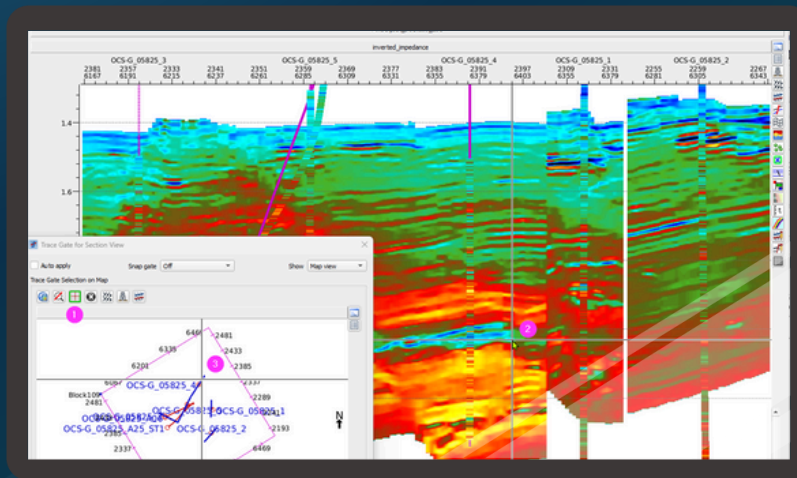 inverted_impedance
OCS-G_05825_3 OCS-G_05825_5 OCS-G_05825_4 OCS-G_05825_1 OCS-G_05825_2
2381 2357 2333 2341 2351 2359 2369 2377 2383 2391 2397 2309 2331 2255 2281 2267
6167 6191 6215 6237 6261 6285 6309 6331 6355 6379 6403 6355 6379 6281 6305 6343
1.4
1.6
Trace Gate for Section View
Auto apply Snap gate Off Show Map view
Trace Gate Selection on Map
1
2
3
6335
2481
2433
6201
2385
6067
OCS-G_05825_4
2337
Block109
2289
2481
OCS-G_05825_1
OCS-G_05825_A25_ST1
OCS-G_05825_2
2193
2385
N
2337
6469